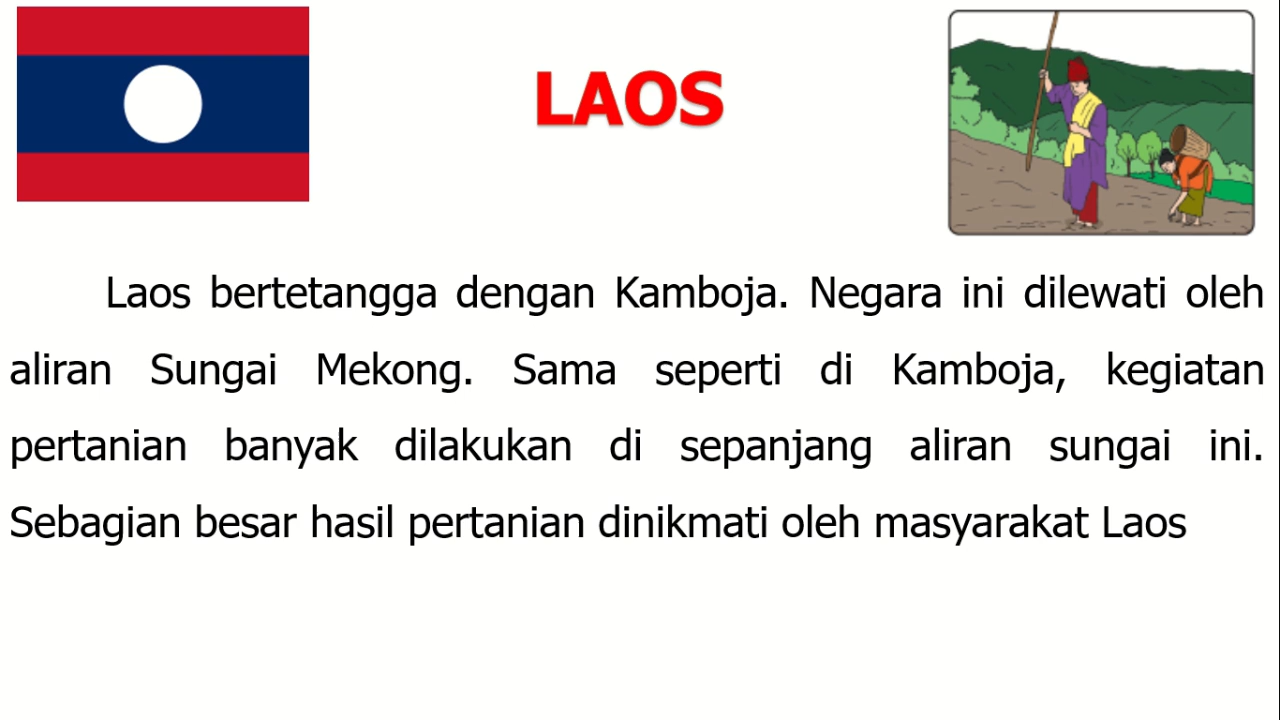 LAOS
Laos bertetangga dengan Kamboja. Negara ini dilewati oleh
aliran Sungai Mekong. Sama seperti di Kamboja, kegiatan
pertanian banyak dilakukan di sepanjang aliran sungai ini.
Sebagian besar hasil pertanian dinikmati oleh masyarakat Laos